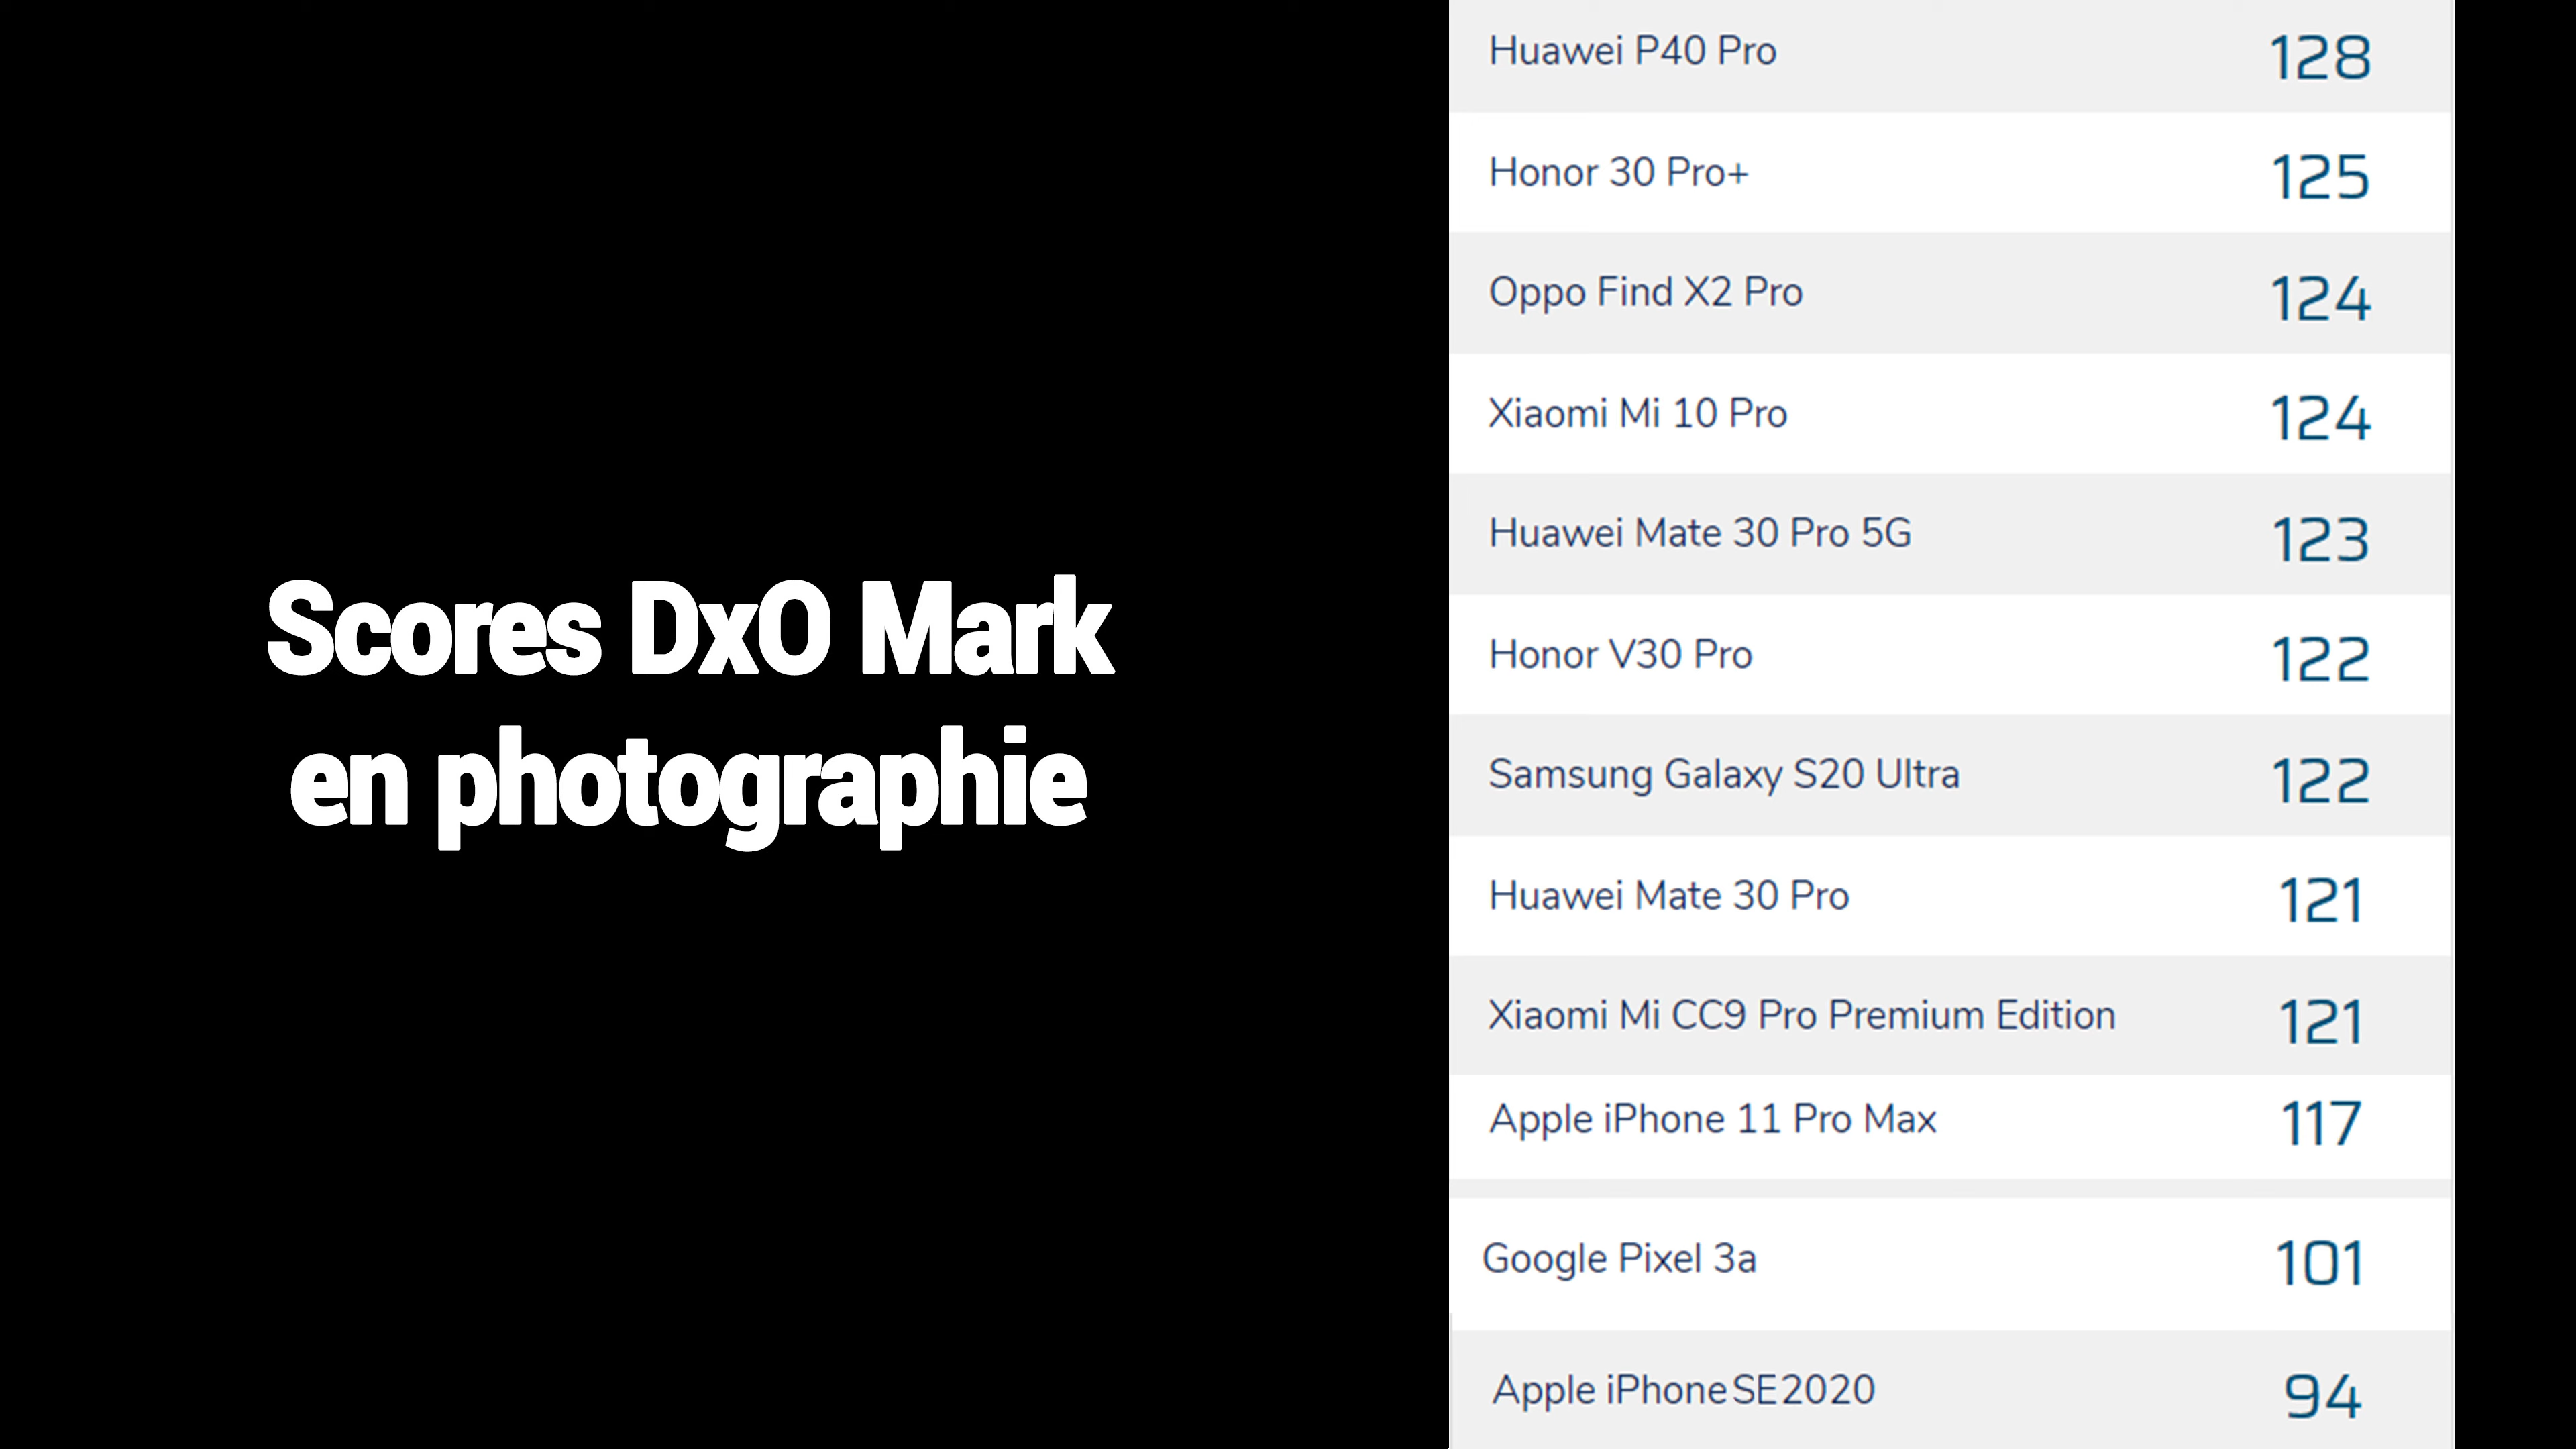 Scores DxO Mark
en photographie
Huawei P40 Pro 128
Honor 30 Pro+ 125
Oppo Find X2 Pro 124
Xiaomi Mi 10 Pro 124
Huawei Mate 30 Pro 5G 123
Honor V30 Pro 122
Samsung Galaxy S20 Ultra 122
Huawei Mate 30 Pro 121
Xiaomi Mi CC9 Pro Premium Edition 121
Apple iPhone 11 Pro Max 117
Google Pixel 3a 101
Apple iPhone SE 2020 94